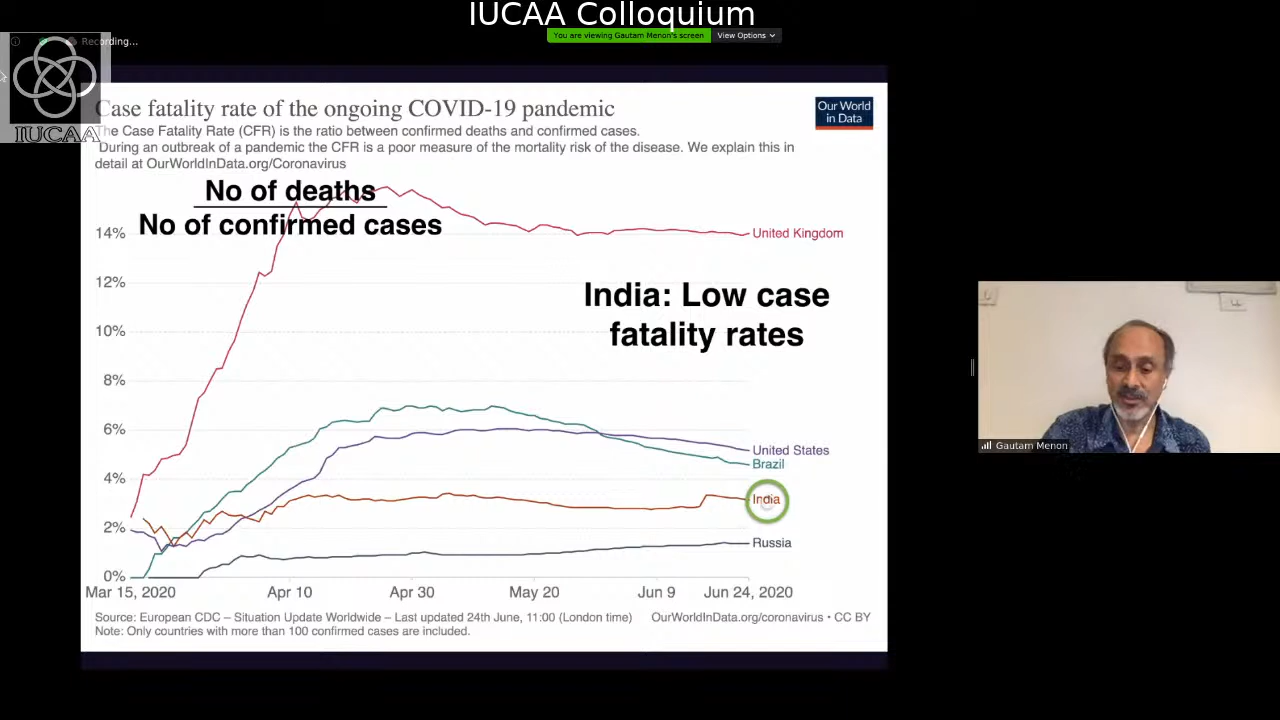 IUCAA Colloquium
You are viewing Gautam Menon's screen
View Options
Recording...
IUCAA
Case fatality rate of the ongoing COVID-19 pandemic
The Case Fatality Rate (CFR) is the ratio between confirmed deaths and confirmed cases.
During an outbreak of a pandemic the CFR is a poor measure of the mortality risk of the disease. We explain this in
detail at OurWorldInData.org/Coronavirus
Our World
in Data
No of deaths
No of confirmed cases
14%
12%
10%
8%
6%
4%
2%
0%
United Kingdom
India: Low case
fatality rates
United States
Brazil
India
Russia
Mar 15, 2020
Apr 10
Apr 30
May 20
Jun 9
Jun 24, 2020
Source: European CDC – Situation Update Worldwide – Last updated 24th June, 11:00 (London time)
OurWorldInData.org/coronavirus • CC BY
Note: Only countries with more than 100 confirmed cases are included.
Gautam Menon